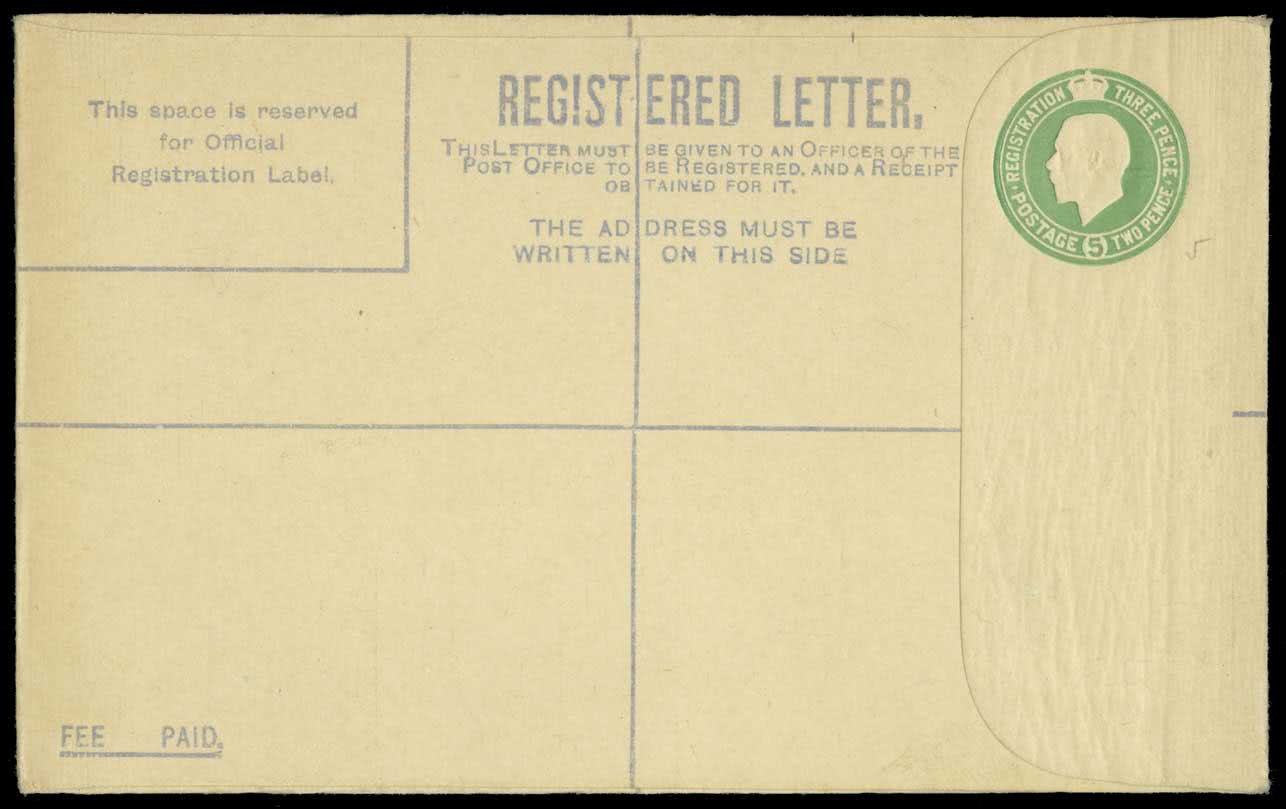 This space is reserved
for Official
Registration Label.
REGISTERED LETTER.
THIS LETTER MUST BE GIVEN TO AN OFFICER OF THE
POST OFFICE TO BE REGISTERED, AND A RECEIPT
OBTAINED FOR IT.
THE ADDRESS MUST BE
WRITTEN ON THIS SIDE
REGISTRATION THREE PENCE
POSTAGE 5 TWO PENCE
5
FEE PAID.